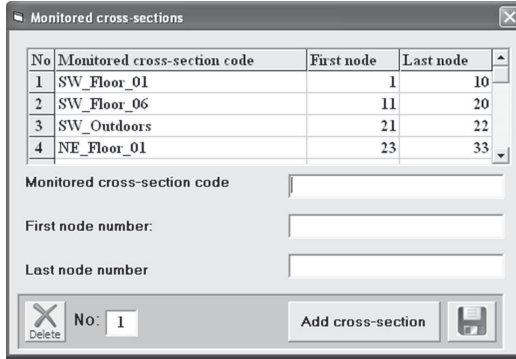 Monitored cross-sections
No Monitored cross-section code First node Last node
1 SW_Floor_01 1 10
2 SW_Floor_06 11 20
3 SW_Outdoors 21 22
4 NE_Floor_01 23 33
Monitored cross-section code
First node number:
Last node number
Delete No: 1 Add cross-section